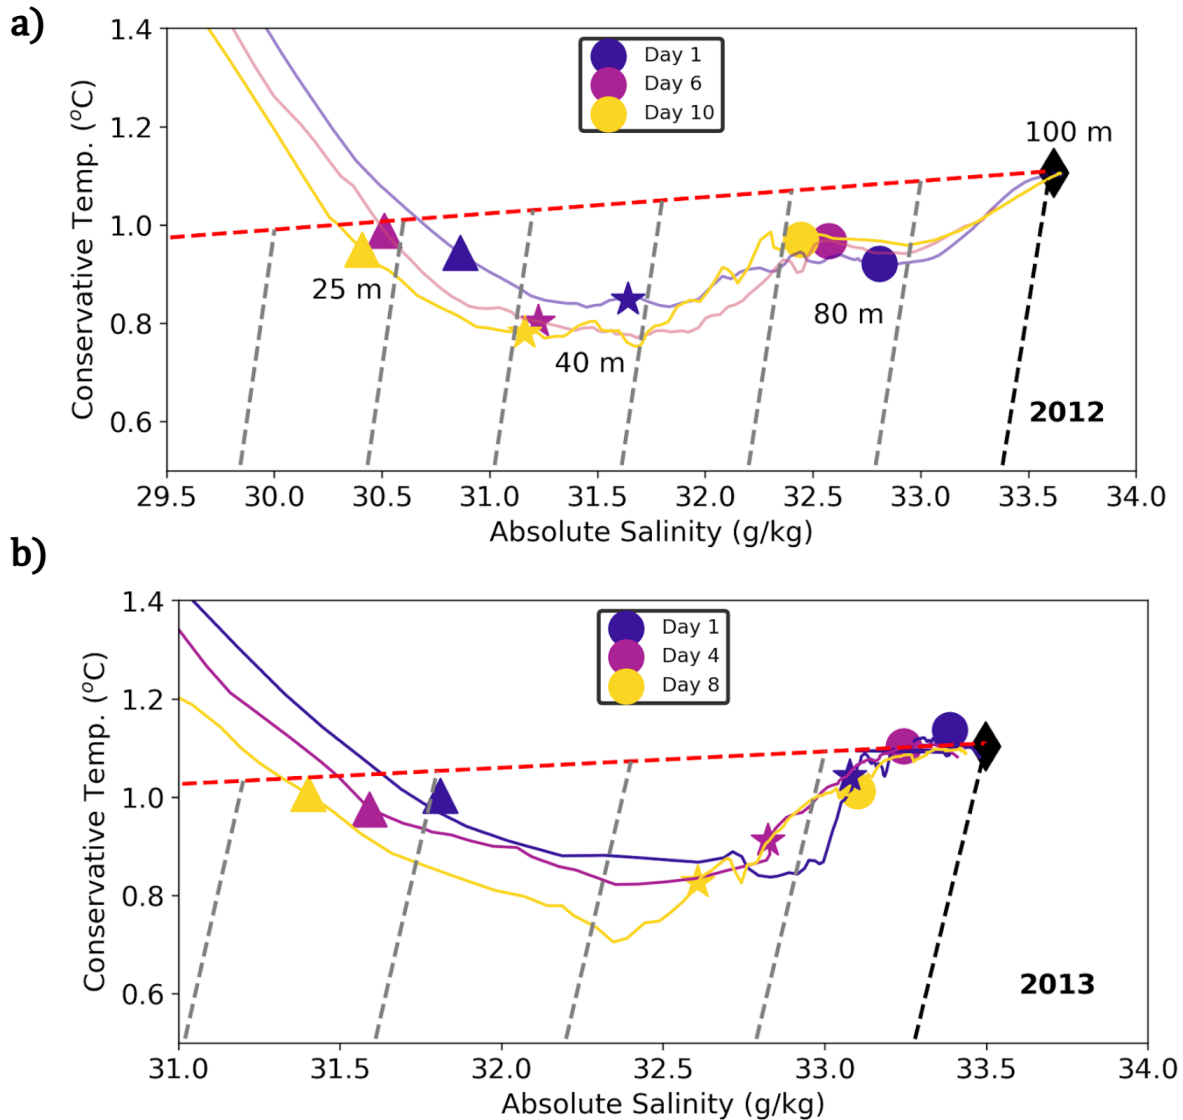 a)
Conservative Temp. (°C)
1.4
1.2
1.0
0.8
0.6
Day 1
Day 6
Day 10
100 m
25 m
40 m
80 m
2012
29.5 30.0 30.5 31.0 31.5 32.0 32.5 33.0 33.5 34.0
Absolute Salinity (g/kg)
b)
Conservative Temp. (°C)
1.4
1.2
1.0
0.8
0.6
Day 1
Day 4
Day 8
2013
31.0 31.5 32.0 32.5 33.0 33.5 34.0
Absolute Salinity (g/kg)